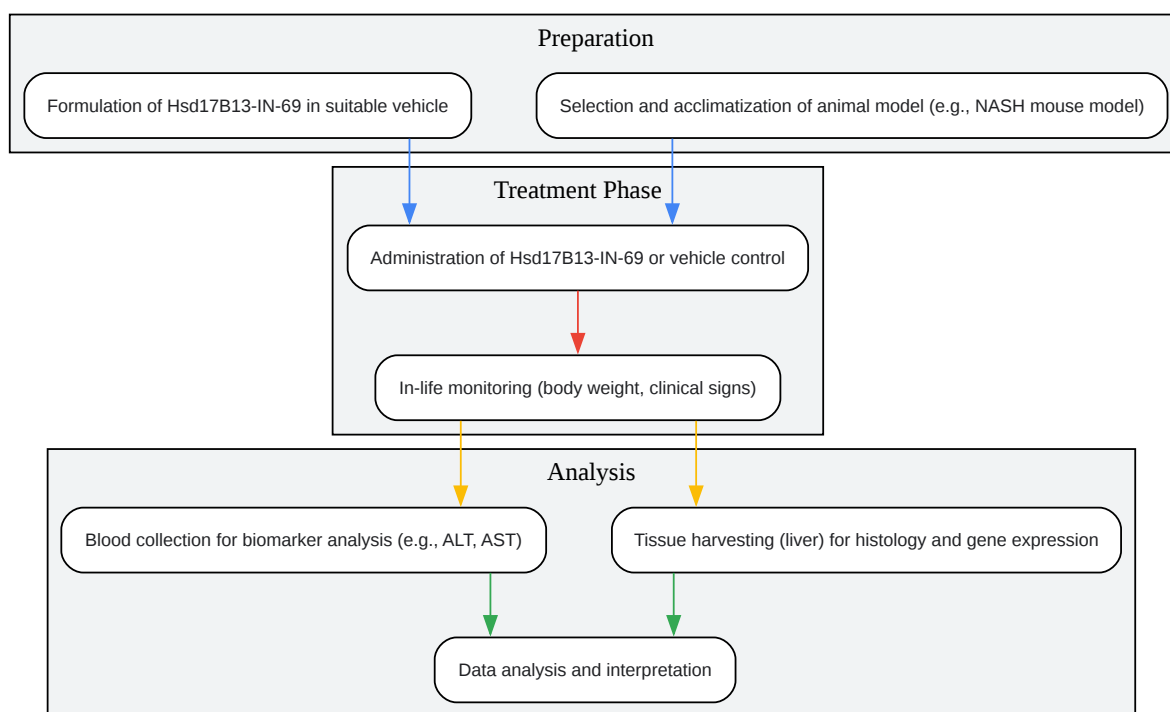 Preparation
Formulation of Hsd17B13-IN-69 in suitable vehicle
Selection and acclimatization of animal model (e.g., NASH mouse model)
Treatment Phase
Administration of Hsd17B13-IN-69 or vehicle control
In-life monitoring (body weight, clinical signs)
Analysis
Blood collection for biomarker analysis (e.g., ALT, AST)
Tissue harvesting (liver) for histology and gene expression
Data analysis and interpretation